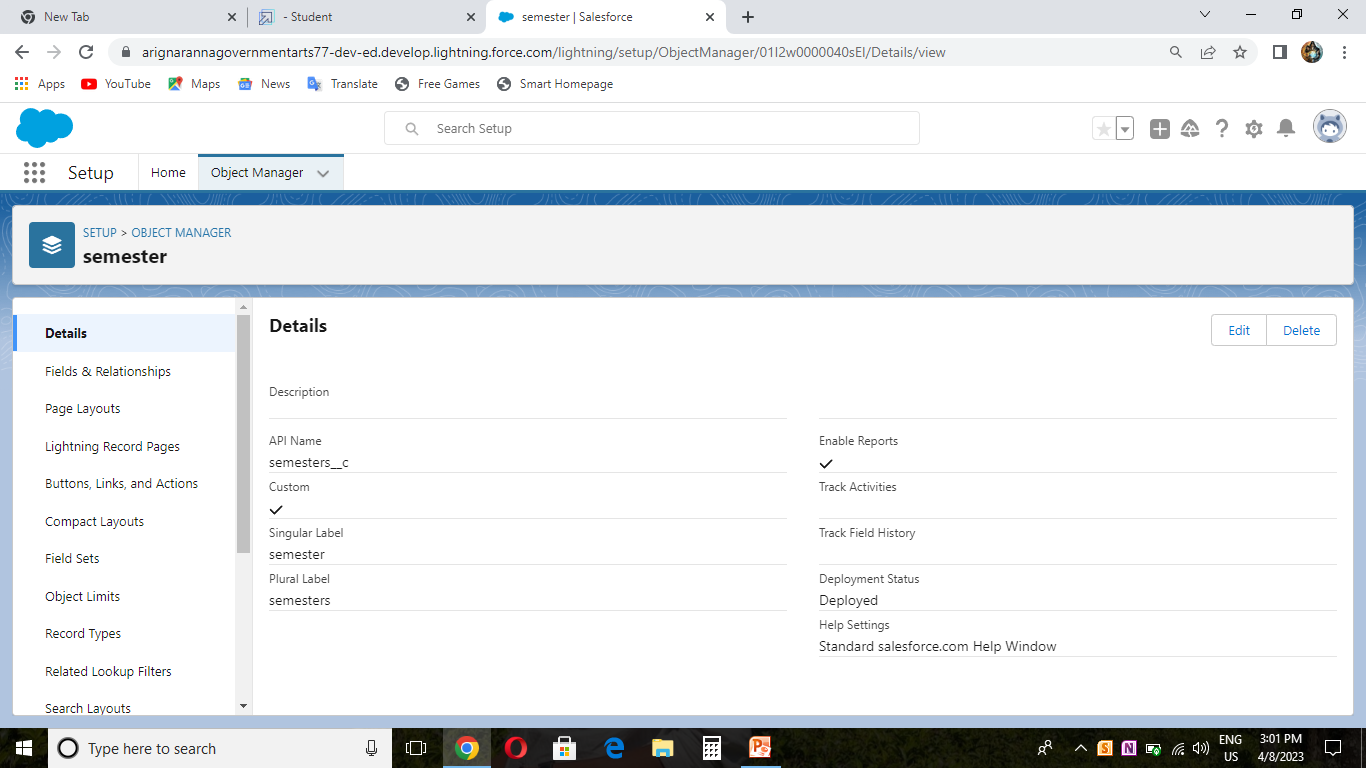 New Tab
- Student
semester | Salesforce
arignarannagovernmentarts77-dev-ed.develop.lightning.force.com/lightning/setup/ObjectManager/01I2w0000040sEI/Details/view
Apps
YouTube
Maps
News
Translate
Free Games
Smart Homepage
Search Setup
Setup
Home
Object Manager
SETUP > OBJECT MANAGER
semester
Details
Fields & Relationships
Page Layouts
Lightning Record Pages
Buttons, Links, and Actions
Compact Layouts
Field Sets
Object Limits
Record Types
Related Lookup Filters
Search Layouts
Details
Edit
Delete
Description
API Name
semesters__c
Custom
Singular Label
semester
Plural Label
semesters
Enable Reports
Track Activities
Track Field History
Deployment Status
Deployed
Help Settings
Standard salesforce.com Help Window
Type here to search
ENG
US
3:01 PM
4/8/2023